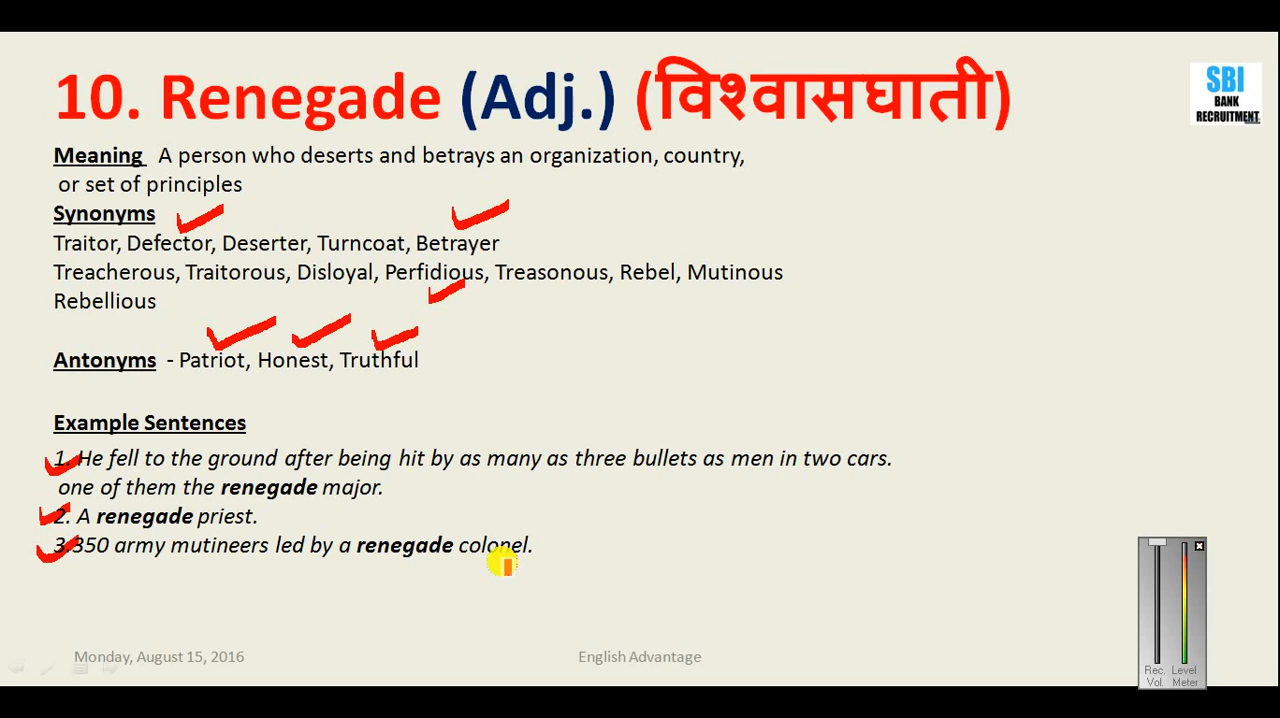 10. Renegade (Adj.) (विश्वासघाती)
SBI
BANK
RECRUITMENT
Meaning  A person who deserts and betrays an organization, country,
or set of principles
Synonyms
Traitor, Defector, Deserter, Turncoat, Betrayer
Treacherous, Traitorous, Disloyal, Perfidious, Treasonous, Rebel, Mutinous
Rebellious
Antonyms - Patriot, Honest, Truthful
Example Sentences
1. He fell to the ground after being hit by as many as three bullets as men in two cars.
one of them the renegade major.
2. A renegade priest.
3.350 army mutineers led by a renegade colonel.
Monday, August 15, 2016
English Advantage
Rec. Level
Vol. Meter